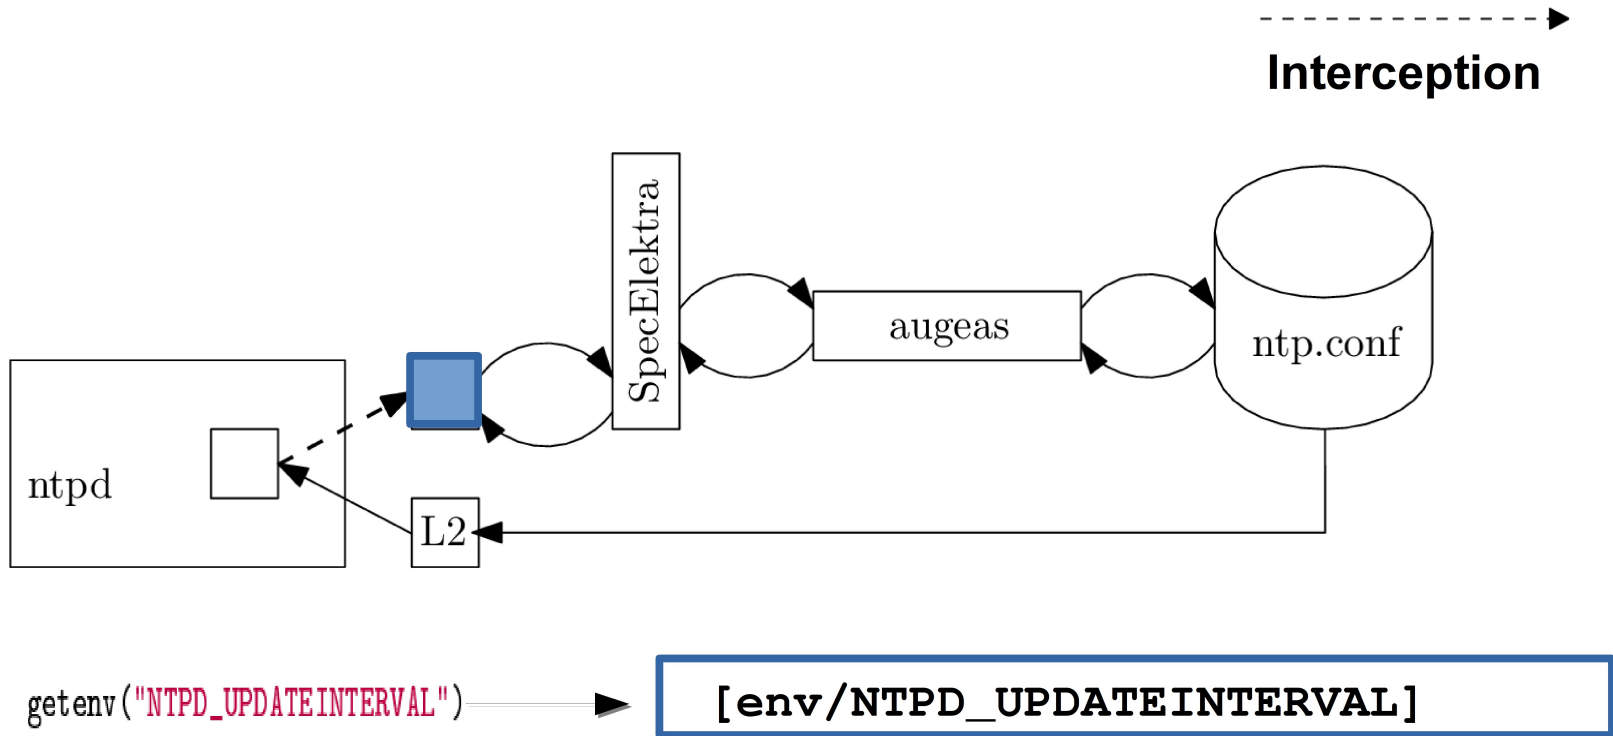 Interception
SpecElektra
augeas
ntp.conf
ntpd
L2
getenv("NTPD_UPDATEINTERVAL")
[env/NTPD_UPDATEINTERVAL]